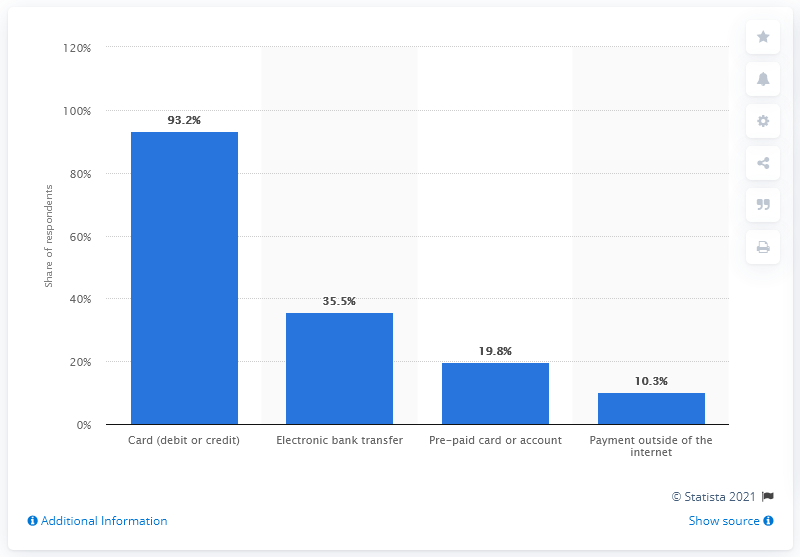 120%
100%
80%
60%
40%
20%
0%
Share of respondents
93.2%
35.5%
19.8%
10.3%
Card (debit or credit)
Electronic bank transfer
Pre-paid card or account
Payment outside of the
internet
© Statista 2021
Additional Information
Show source